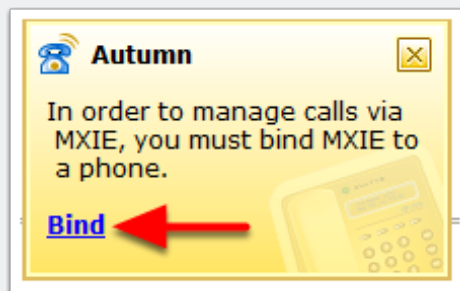 Autumn
In order to manage calls via
MXIE, you must bind MXIE to
a phone.
Bind